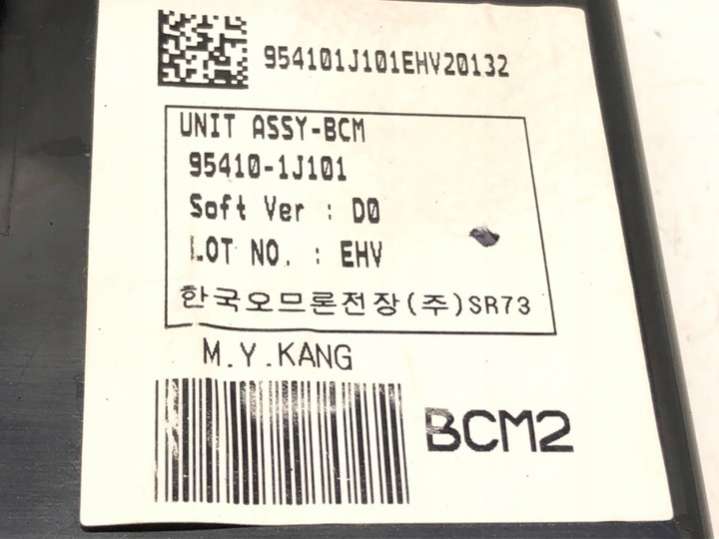 954101J101EHV20132
UNIT ASSY-BCM
95410-1J101
Soft Ver : D0
LOT NO. : EHV
한국오므론전장(주)SR73
M.Y.KANG
BCM2